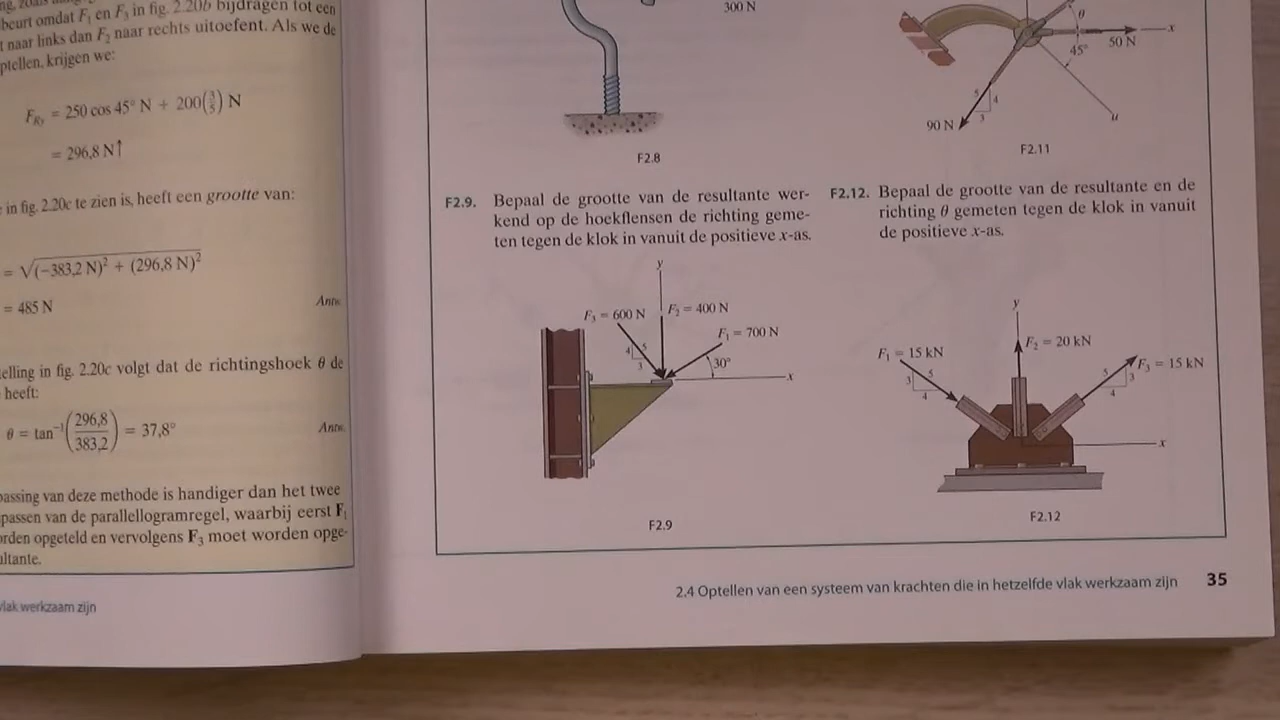 beurt omdat F₁ en F₃ in fig. 2.20b bijdragen tot een
naar links dan F₂ naar rechts uitoefent. Als we de
ptellen, krijgen we:
F_Ry = 250 cos 45° N + 200(3/5) N
= 296,8 N↑
in fig. 2.20c te zien is, heeft een grootte van:
= √(−383,2 N)² + (296,8 N)²
= 485 N Antw.
elling in fig. 2.20c volgt dat de richtingshoek θ de
heeft:
θ = tan⁻¹(296,8/383,2) = 37,8° Antw.
passing van deze methode is handiger dan het twee
passen van de parallellogramregel, waarbij eerst F₁
orden opgeteld en vervolgens F₃ moet worden opge-
ultante.
vlak werkzaam zijn
300 N
F2.8
θ
x
50 N
45°
5
4
3
90 N
u
F2.11
F2.9. Bepaal de grootte van de resultante wer-
kend op de hoekflensen de richting geme-
ten tegen de klok in vanuit de positieve x-as.
y
F₃ = 600 N
F₂ = 400 N
F₁ = 700 N
5
4
3
30°
x
F2.9
F2.12. Bepaal de grootte van de resultante en de
richting θ gemeten tegen de klok in vanuit
de positieve x-as.
y
F₂ = 20 kN
F₁ = 15 kN
F₃ = 15 kN
5
3
4
5
3
4
x
F2.12
2.4 Optellen van een systeem van krachten die in hetzelfde vlak werkzaam zijn 35